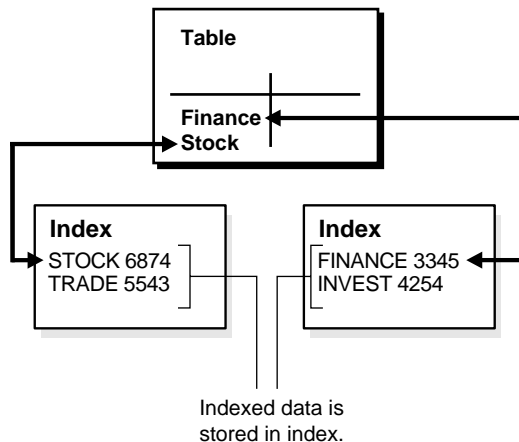 Table
Finance
Stock
Index
STOCK 6874
TRADE 5543
Index
FINANCE 3345
INVEST 4254
Indexed data is
stored in index.